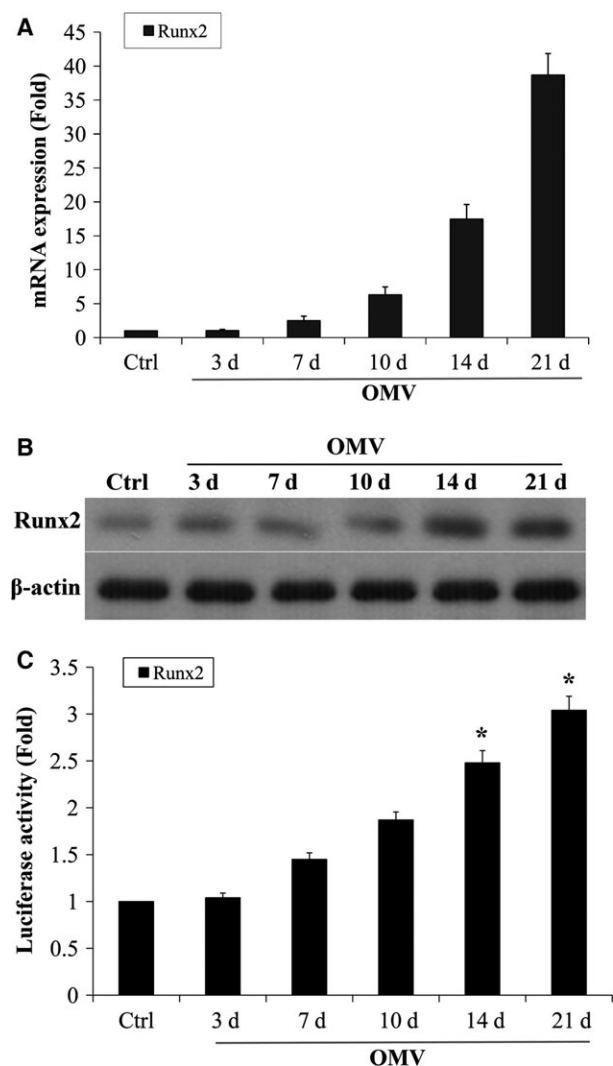 A
Runx2
mRNA expression (Fold)
45
40
35
30
25
20
15
10
5
0
Ctrl 3 d 7 d 10 d 14 d 21 d
OMV
B
OMV
Ctrl 3 d 7 d 10 d 14 d 21 d
Runx2
β-actin
C
Runx2
Luciferase activity (Fold)
3.5
3
2.5
2
1.5
1
0.5
0
* *
Ctrl 3 d 7 d 10 d 14 d 21 d
OMV